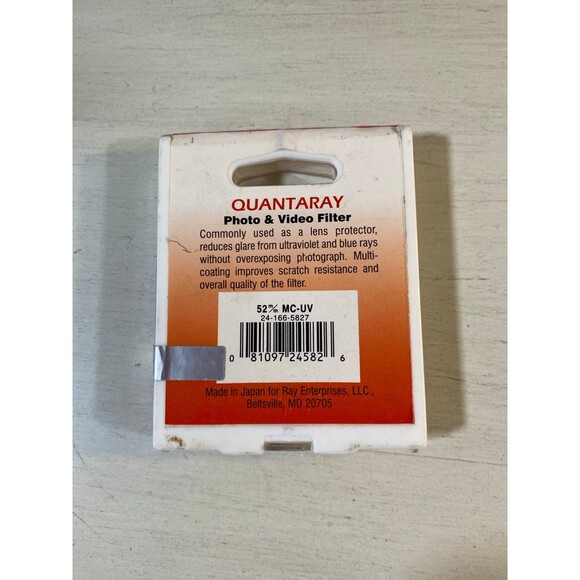 QUANTARAY
Photo & Video Filter
Commonly used as a lens protector,
reduces glare from ultraviolet and blue rays
without overexposing photograph. Multi-
coating improves scratch resistance and
overall quality of the filter.
52 m/m MC-UV
24-166-5827
0 81097 24582 6
Made in Japan for Ray Enterprises, LLC.,
Beltsville, MD 20705